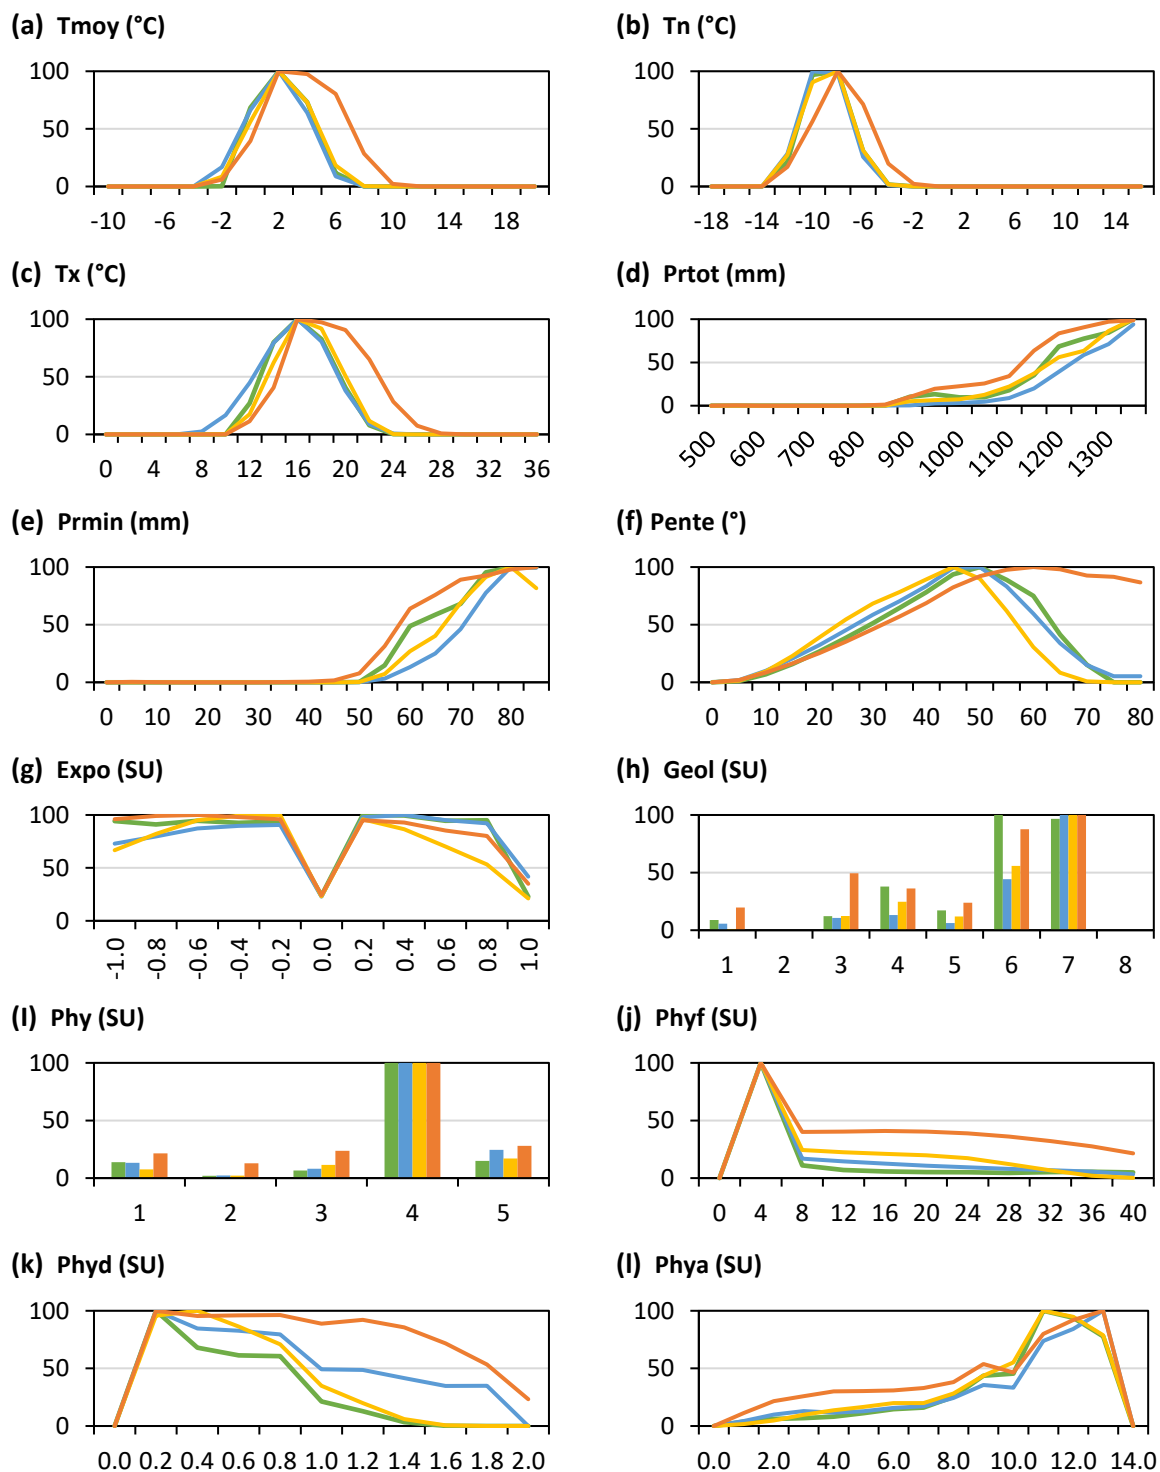 (a) Tmoy (°C)
100
50
0
-10 -6 -2 2 6 10 14 18
(b) Tn (°C)
100
50
0
-18 -14 -10 -6 -2 2 6 10 14
(c) Tx (°C)
100
50
0
0 4 8 12 16 20 24 28 32 36
(d) Prtot (mm)
100
50
0
500 600 700 800 900 1000 1100 1200 1300
(e) Prmin (mm)
100
50
0
0 10 20 30 40 50 60 70 80
(f) Pente (°)
100
50
0
0 10 20 30 40 50 60 70 80
(g) Expo (SU)
100
50
0
-1.0 -0.8 -0.6 -0.4 -0.2 0.0 0.2 0.4 0.6 0.8 1.0
(h) Geol (SU)
100
50
0
1 2 3 4 5 6 7 8
(I) Phy (SU)
100
50
0
1 2 3 4 5
(j) Phyf (SU)
100
50
0
0 4 8 12 16 20 24 28 32 36 40
(k) Phyd (SU)
100
50
0
0.0 0.2 0.4 0.6 0.8 1.0 1.2 1.4 1.6 1.8 2.0
(l) Phya (SU)
100
50
0
0.0 2.0 4.0 6.0 8.0 10.0 12.0 14.0